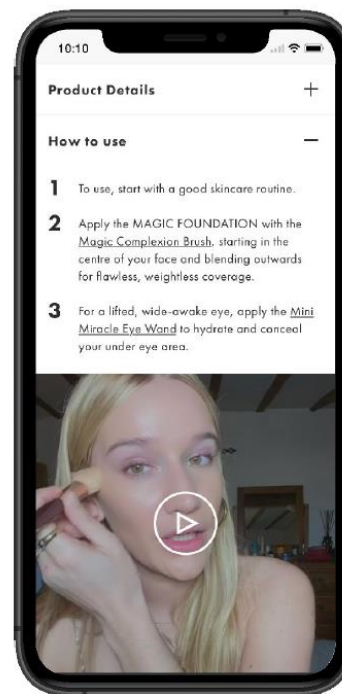 10:10
Product Details
How to use
1 To use, start with a good skincare routine.
2 Apply the MAGIC FOUNDATION with the
Magic Complexion Brush, starting in the
centre of your face and blending outwards
for flawless, weightless coverage.
3 For a lifted, wide-awake eye, apply the Mini
Miracle Eye Wand to hydrate and conceal
your under eye area.